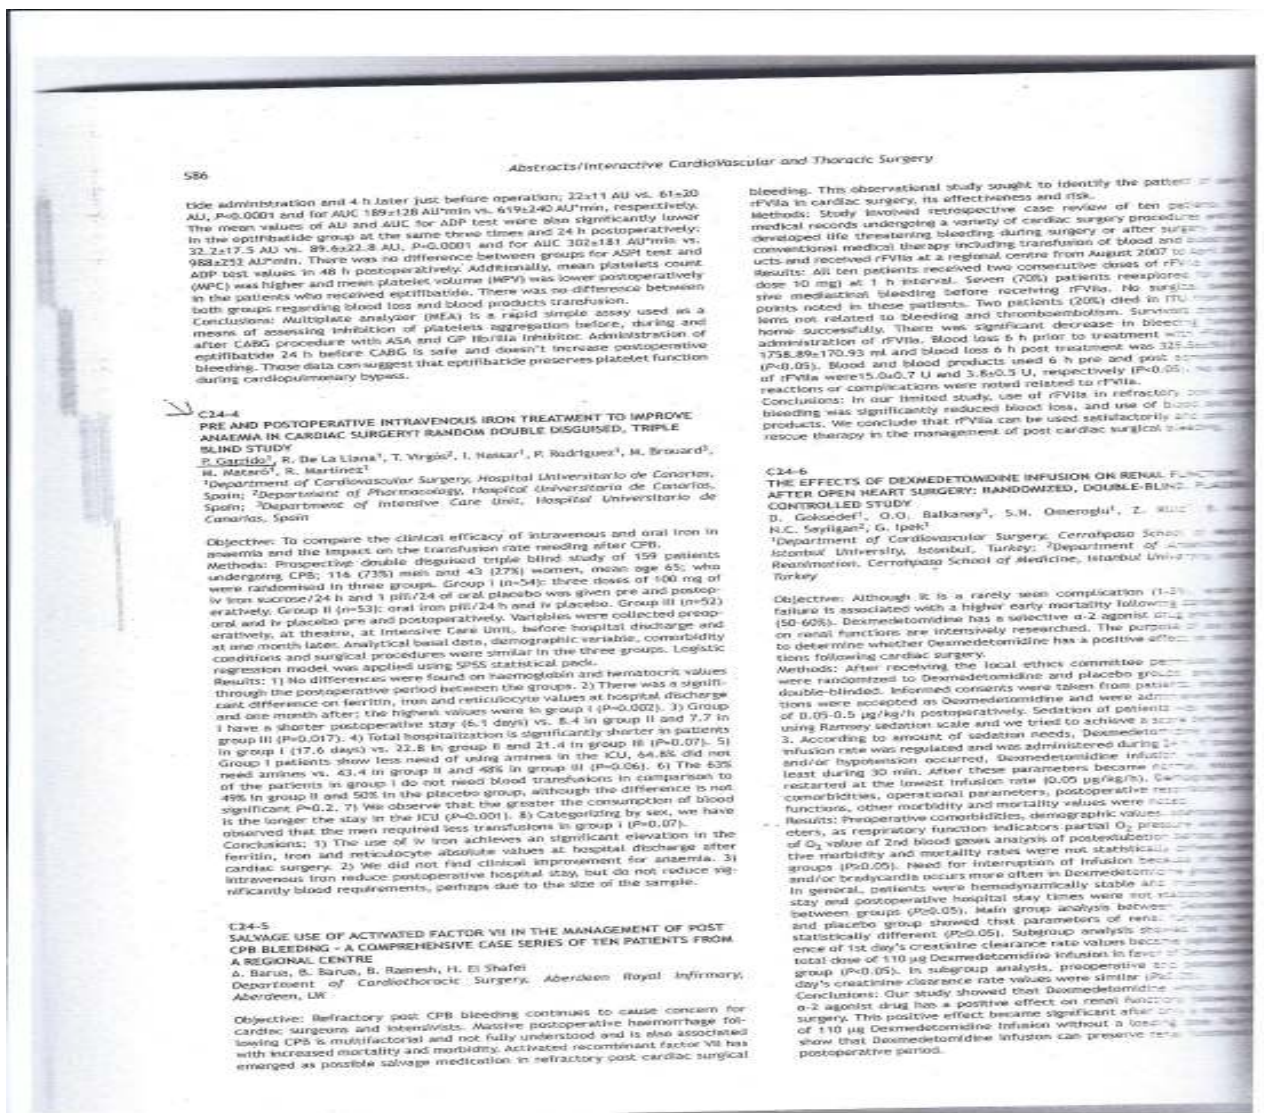 S86
Abstracts/Interactive CardioVascular and Thoracic Surgery
tide administration and 4 h later just before operation; 22±11 AU vs. 61±20
AU, P<0.0001 and for AUC 189±128 AU*min vs. 619±240 AU*min, respectively.
The mean values of AU and AUC for ADP test were also significantly lower
in the eptifibatide group at the same three times and 24 h postoperatively:
32.2±17.5 AU vs. 89.6±22.8 AU, P<0.0001 and for AUC 302±181 AU*min vs.
988±252 AU*min. There was no difference between groups for ASPI test and
ADP test values in 48 h postoperatively. Additionally, mean platelets count
(MPC) was higher and mean platelet volume (MPV) was lower postoperatively
in the patients who received eptifibatide. There was no difference between
both groups regarding blood loss and blood products transfusion.
Conclusions: Multiplate analyzer (MEA) is a rapid simple assay used as a
means of assessing inhibition of platelets aggregation before, during and
after CABG procedure with ASA and GP IIb/IIIa inhibitor. Administration of
eptifibatide 24 h before CABG is safe and doesn't increase postoperative
bleeding. Those data can suggest that eptifibatide preserves platelet function
during cardiopulmonary bypass.
C24-4
PRE AND POSTOPERATIVE INTRAVENOUS IRON TREATMENT TO IMPROVE
ANAEMIA IN CARDIAC SURGERY? RANDOM DOUBLE DISGUISED, TRIPLE
BLIND STUDY
P. Garrido¹, R. De La Llana¹, T. Virgós², I. Nassar¹, P. Rodríguez¹, M. Brouard³,
M. Mataró¹, R. Martínez¹
¹Department of Cardiovascular Surgery, Hospital Universitario de Canarias,
Spain; ²Department of Pharmacology, Hospital Universitario de Canarias,
Spain; ³Department of Intensive Care Unit, Hospital Universitario de
Canarias, Spain
Objective: To compare the clinical efficacy of intravenous and oral iron in
anaemia and the impact on the transfusion rate needing after CPB.
Methods: Prospective double disguised triple blind study of 159 patients
undergoing CPB; 116 (73%) men and 43 (27%) women, mean age 65; who
were randomised in three groups. Group I (n=54): three doses of 100 mg of
iv iron sucrose/24 h and 1 pill/24 of oral placebo was given pre and postop-
eratively. Group II (n=53): oral iron pill/24 h and iv placebo. Group III (n=52)
oral and iv placebo pre and postoperatively. Variables were collected preop-
eratively, at theatre, at Intensive Care Unit, before hospital discharge and
at one month later. Analytical basal data, demographic variable, comorbidity
conditions and surgical procedures were similar in the three groups. Logistic
regression model was applied using SPSS statistical pack.
Results: 1) No differences were found on haemoglobin and hematocrit values
through the postoperative period between the groups. 2) There was a signifi-
cant difference on ferritin, iron and reticulocyte values at hospital discharge
and one month after; the highest values were in group I (P=0.002). 3) Group
I have a shorter postoperative stay (6.1 days) vs. 8.4 in group II and 7.7 in
group III (P=0.017). 4) Total hospitalization is significantly shorter in patients
in group I (17.6 days) vs. 22.8 in group II and 21.4 in group III (P=0.07). 5)
Group I patients show less need of using amines in the ICU, 64.8% did not
need amines vs. 43.4 in group II and 48% in group III (P=0.06). 6) The 63%
of the patients in group I do not need blood transfusions in comparison to
49% in group II and 50% in the placebo group, although the difference is not
significant P=0.2. 7) We observe that the greater the consumption of blood
is the longer the stay in the ICU (P=0.001). 8) Categorizing by sex, we have
observed that the men required less transfusions in group I (P=0.07).
Conclusions: 1) The use of iv iron achieves an significant elevation in the
ferritin, iron and reticulocyte absolute values at hospital discharge after
cardiac surgery. 2) We did not find clinical improvement for anaemia. 3)
Intravenous iron reduce postoperative hospital stay, but do not reduce sig-
nificantly blood requirements, perhaps due to the size of the sample.
C24-5
SALVAGE USE OF ACTIVATED FACTOR VII IN THE MANAGEMENT OF POST
CPB BLEEDING - A COMPREHENSIVE CASE SERIES OF TEN PATIENTS FROM
A REGIONAL CENTRE
A. Barua, B. Barua, B. Ramesh, H. El Shafei
Department of Cardiothoracic Surgery, Aberdeen Royal Infirmary,
Aberdeen, UK
Objective: Refractory post CPB bleeding continues to cause concern for
cardiac surgeons and intensivists. Massive postoperative haemorrhage fol-
lowing CPB is multifactorial and not fully understood and is also associated
with increased mortality and morbidity. Activated recombinant factor VII has
emerged as possible salvage medication in refractory post cardiac surgical
bleeding. This observational study sought to identify the pattern
rFVIIa in cardiac surgery, its effectiveness and risk.
Methods: Study involved retrospective case review of ten
medical records undergoing a variety of cardiac surgery procedures
developed life threatening bleeding during surgery or after
conventional medical therapy including transfusion of blood and
ucts and received rFVIIa at a regional centre from August 2007 to
Results: All ten patients received two consecutive doses of
dose 10 mg) at 1 h interval. Seven (70%) patients reexplored
sive mediastinal bleeding before receiving rFVIIa. No
points noted in these patients. Two patients (20%) died in ITU
lems not related to bleeding and thromboembolism.
home successfully. There was significant decrease in
administration of rFVIIa. Blood loss 6 h prior to treatment
1758.89±170.93 ml and blood loss 6 h post treatment was
(P<0.05). Blood and blood products used 6 h pre and post
of rFVIIa were15.0±0.7 U and 3.8±0.5 U, respectively (P<0.05).
reactions or complications were noted related to rFVIIa.
Conclusions: In our limited study, use of rFVIIa in refractory
bleeding was significantly reduced blood loss, and use of
products. We conclude that rFVIIa can be used satisfactorily
rescue therapy in the management of post cardiac surgical
C24-6
THE EFFECTS OF DEXMEDETOMIDINE INFUSION ON RENAL
AFTER OPEN HEART SURGERY: RANDOMIZED, DOUBLE-BLIND,
CONTROLLED STUDY
D. Goksedef¹, O.O. Balkanay¹, S.N. Omeroglu¹, Z.
N.C. Sayilgan², G. Ipek¹
¹Department of Cardiovascular Surgery, Cerrahpasa
Istanbul University, Istanbul, Turkey; ²Department of
Reanimation, Cerrahpasa School of Medicine, Istanbul
Turkey
Objective: Although it is a rarely seen complication
failure is associated with a higher early mortality following
(50-60%). Dexmedetomidine has a selective α-2 agonist
on renal functions are intensively researched. The
to determine whether Dexmedetomidine has a positive
tions following cardiac surgery.
Methods: After receiving the local ethics committee
were randomized to Dexmedetomidine and placebo
double-blinded. Informed consents were taken from
tions were accepted as Dexmedetomidine and were
of 0.05-0.5 µg/kg/h postoperatively. Sedation of patients
using Ramsey sedation scale and we tried to achieve a
3. According to amount of sedation needs,
infusion rate was regulated and was administered during
and/or hypotension occurred, Dexmedetomidine
least during 30 min. After these parameters became
restarted at the lowest infusion rate (0.05 µg/kg/h).
comorbidities, operational parameters, postoperative
functions, other morbidity and mortality values were
Results: Preoperative comorbidities, demographic values
eters, as respiratory function indicators partial O₂
of O₂ value of 2nd blood gases analysis of
tive morbidity and mortality rates were not
groups (P≥0.05). Need for interruption of infusion
and/or bradycardia occurs more often in
In general, patients were hemodynamically stable and
stay and postoperative hospital stay times were not
between groups (P≥0.05). Main group analysis
and placebo group showed that parameters of
statistically different (P≥0.05). Subgroup analysis
ence of 1st day's creatinine clearance rate values
total dose of 110 µg Dexmedetomidine infusion in favor
group (P<0.05). In subgroup analysis, preoperative
day's creatinine clearance rate values were similar
Conclusions: Our study showed that Dexmedetomidine
α-2 agonist drug has a positive effect on renal
surgery. This positive effect became significant after
of 110 µg Dexmedetomidine infusion without a
show that Dexmedetomidine infusion can preserve
postoperative period.